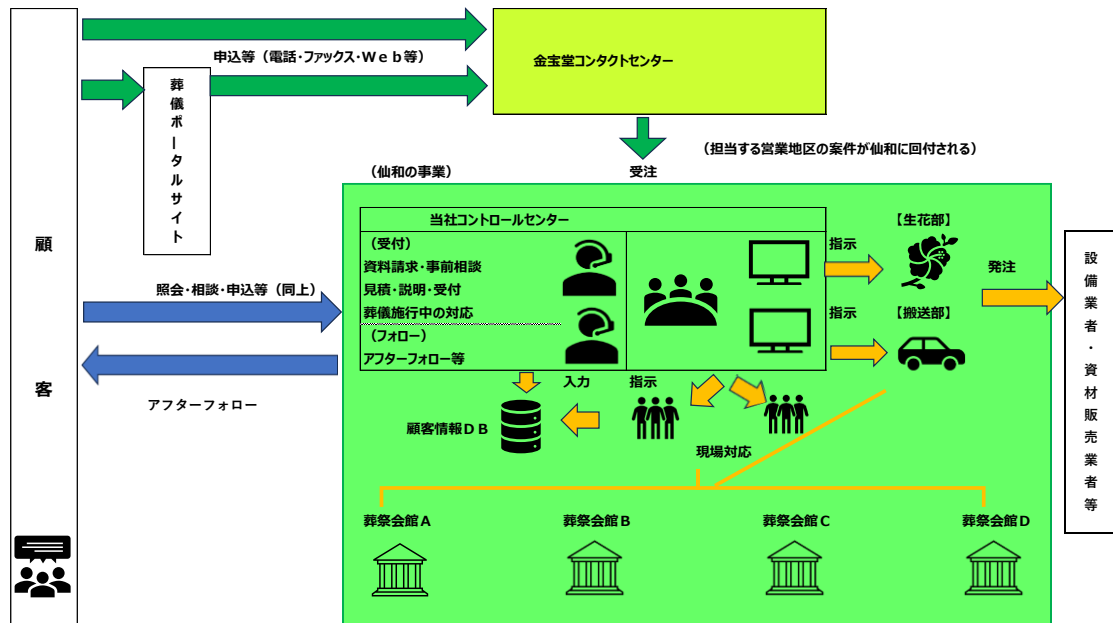 申込等（電話・ファックス・Ｗｅｂ等）
金宝堂コンタクトセンター
葬儀ポータルサイト
（担当する営業地区の案件が仙和に回付される）
（仙和の事業）
受注
顧客
当社コントロールセンター
（受付）
資料請求・事前相談
見積・説明・受付
葬儀施行中の対応
（フォロー）
アフターフォロー等
指示
【生花部】
発注
指示
【搬送部】
設備業者・資材販売業者等
照会・相談・申込等（同上）
アフターフォロー
入力
指示
顧客情報ＤＢ
現場対応
葬祭会館Ａ
葬祭会館Ｂ
葬祭会館Ｃ
葬祭会館Ｄ